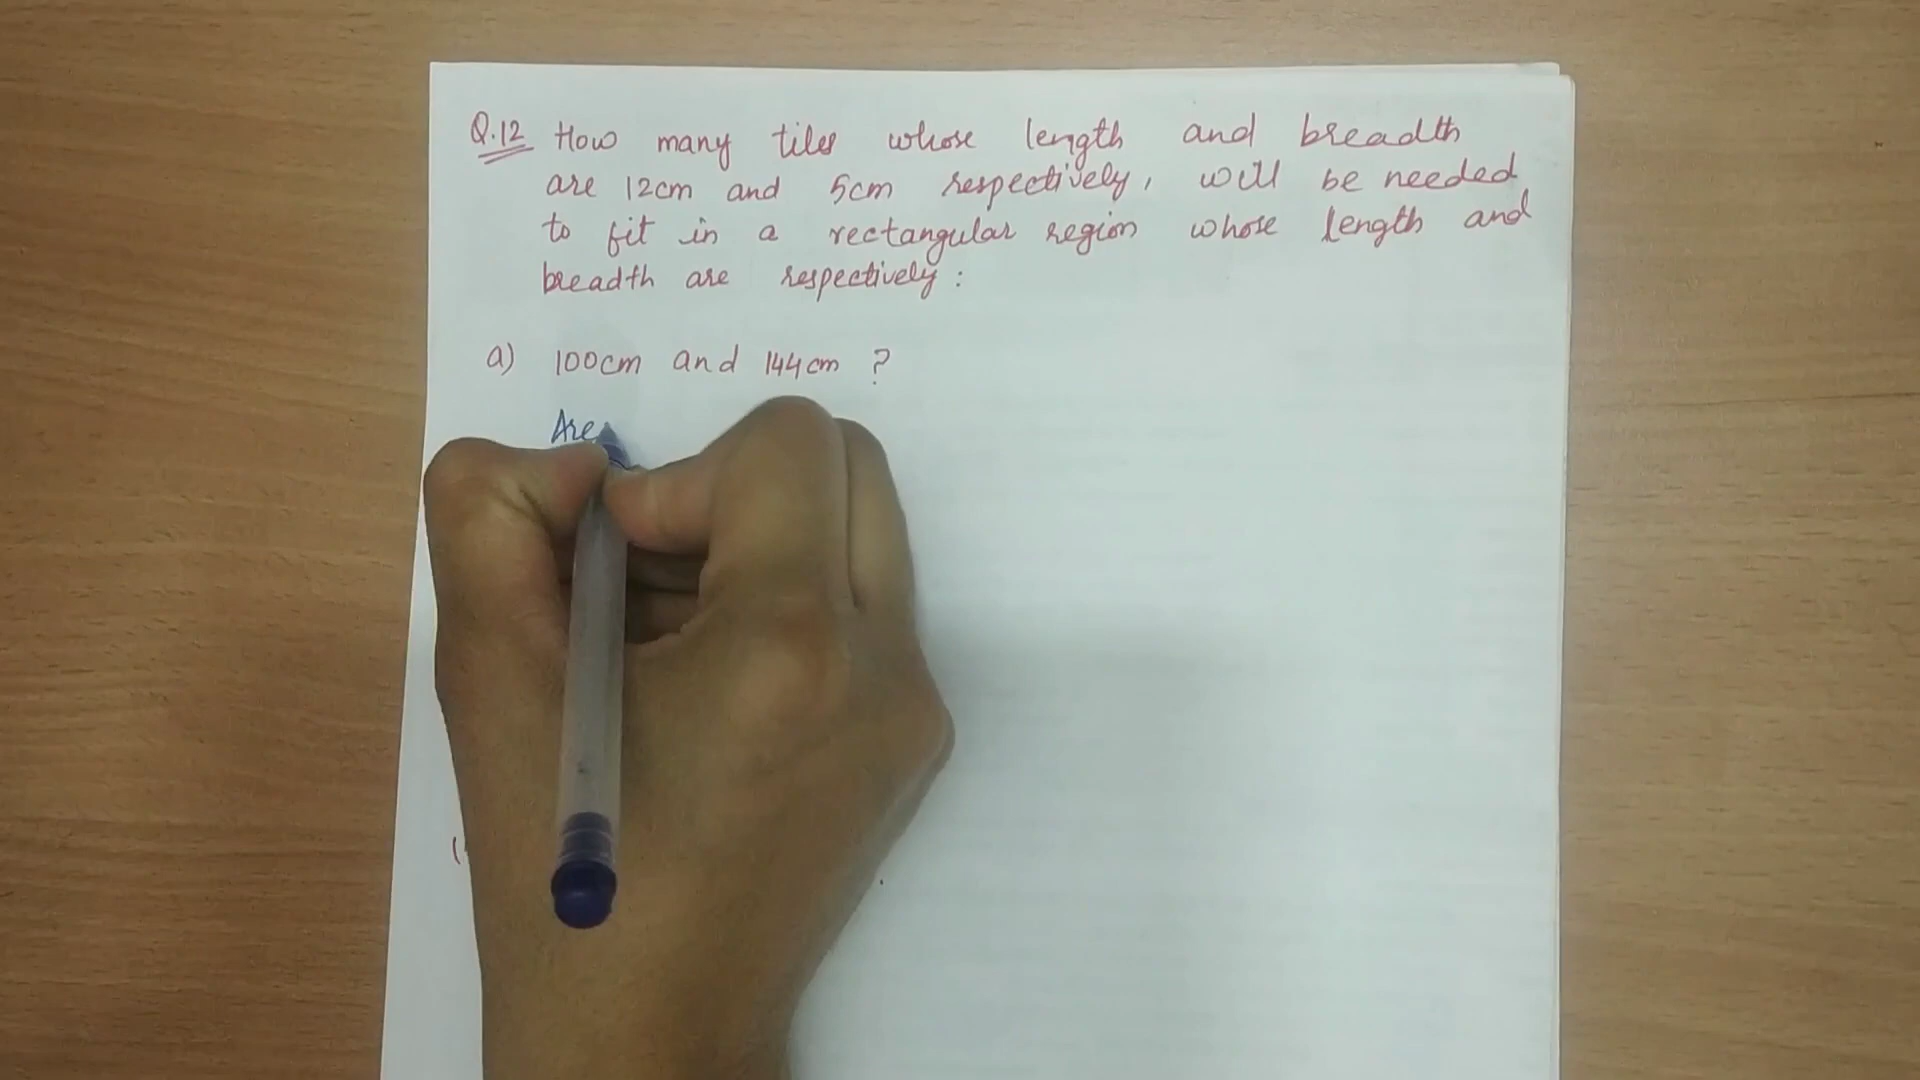 Q.12 How many tiles whose length and breadth
are 12cm and 5cm respectively, will be needed
to fit in a rectangular region whose length and
breadth are respectively :
a) 100cm and 144cm ?
Are